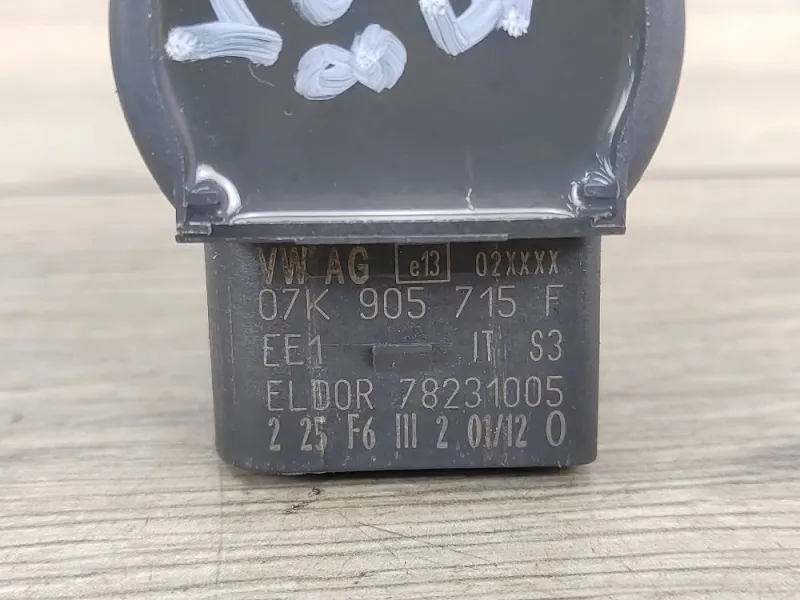 VW AG e13 02XXXX
07K 905 715 F
EE1 IT S3
ELDOR 78231005
2 25 F6 III 2 01/12 0